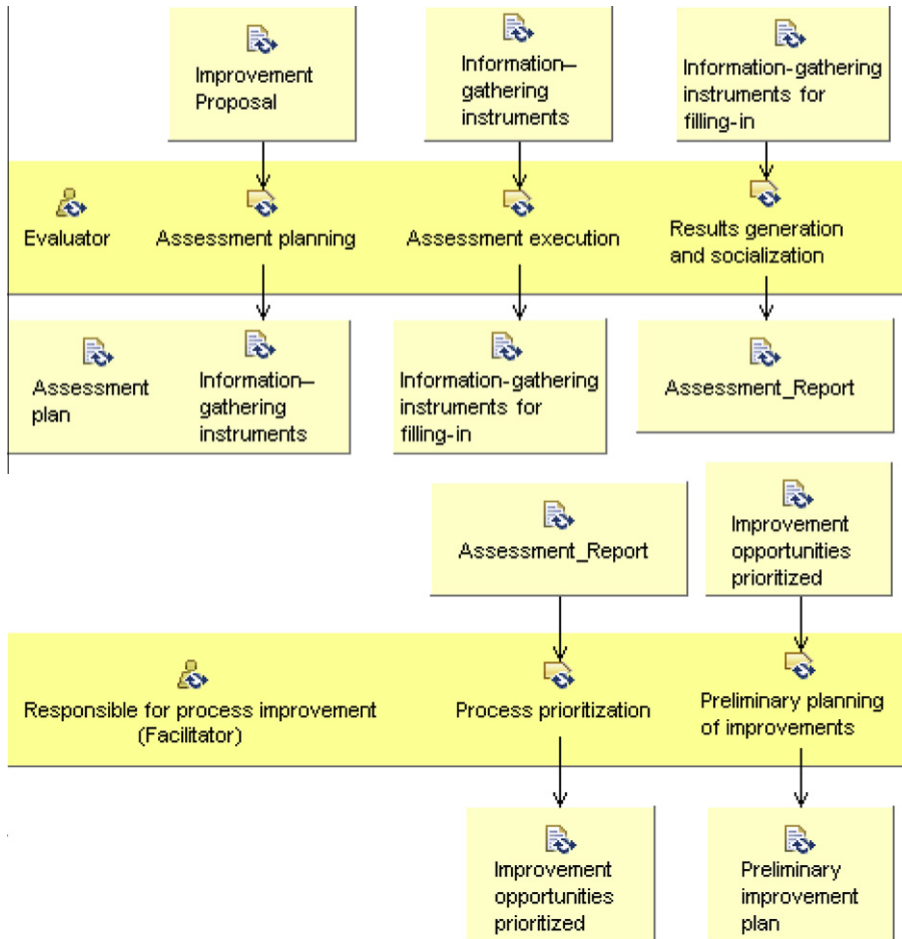 Improvement
Proposal
Information–
gathering
instruments
Information-gathering
instruments for
filling-in
Evaluator
Assessment planning
Assessment execution
Results generation
and socialization
Assessment
plan
Information–
gathering
instruments
Information-gathering
instruments for
filling-in
Assessment_Report
Assessment_Report
Improvement
opportunities
prioritized
Responsible for process improvement
(Facilitator)
Process prioritization
Preliminary planning
of improvements
Improvement
opportunities
prioritized
Preliminary
improvement
plan